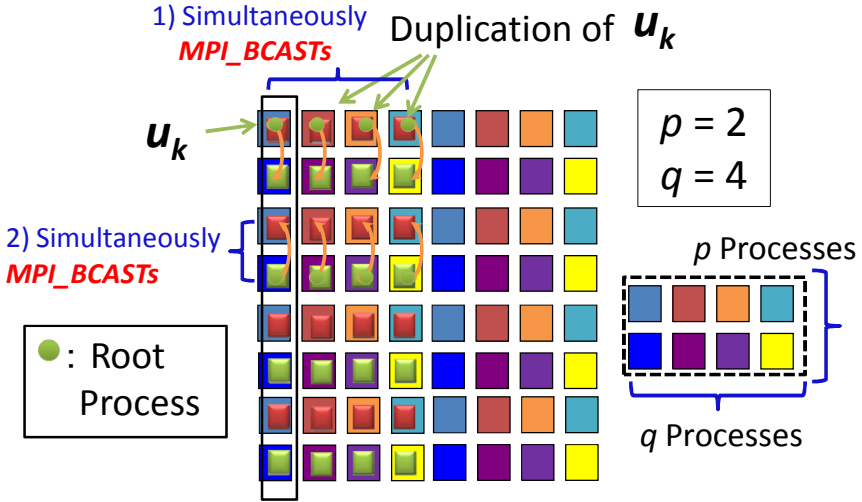 1) Simultaneously
MPI_BCASTs
Duplication of u_k
u_k
p = 2
q = 4
2) Simultaneously
MPI_BCASTs
p Processes
: Root
Process
q Processes